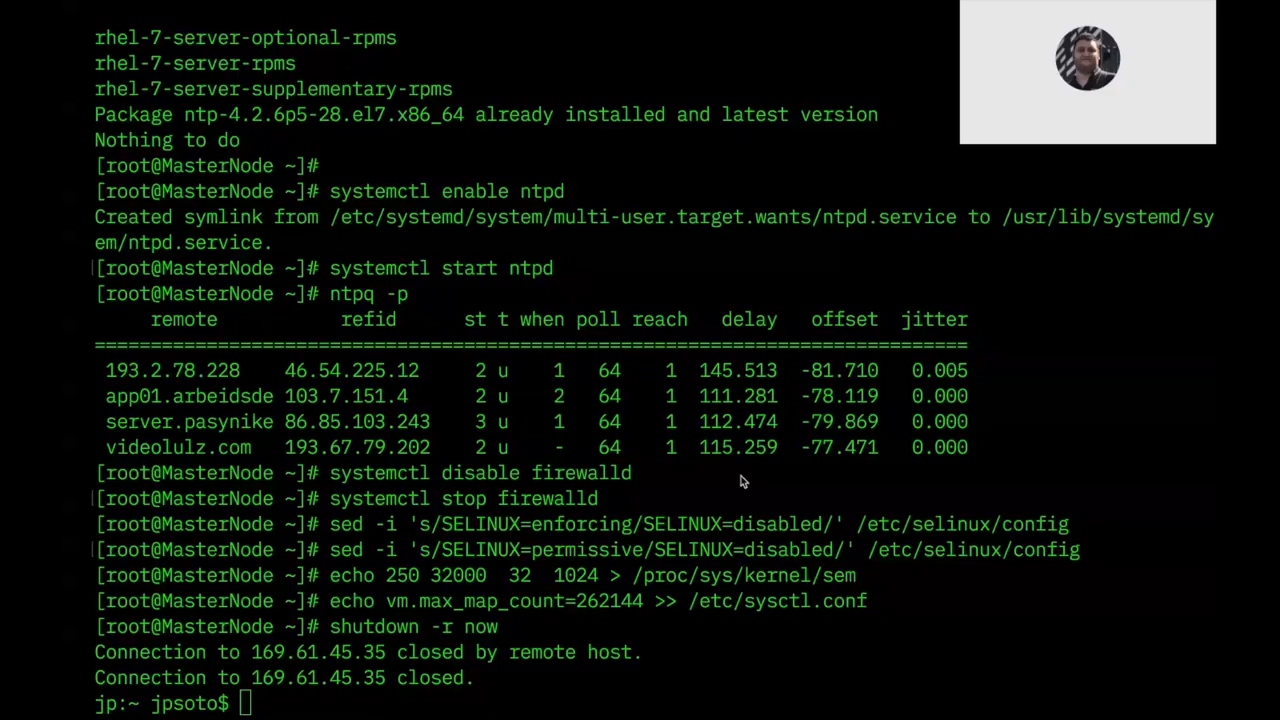 rhel-7-server-optional-rpms
rhel-7-server-rpms
rhel-7-server-supplementary-rpms
Package ntp-4.2.6p5-28.el7.x86_64 already installed and latest version
Nothing to do
[root@MasterNode ~]#
[root@MasterNode ~]# systemctl enable ntpd
Created symlink from /etc/systemd/system/multi-user.target.wants/ntpd.service to /usr/lib/systemd/sy
em/ntpd.service.
[root@MasterNode ~]# systemctl start ntpd
[root@MasterNode ~]# ntpq -p
     remote           refid      st t when poll reach   delay   offset  jitter
==============================================================================
 193.2.78.228    46.54.225.12     2 u    1   64    1  145.513  -81.710   0.005
 app01.arbeidsde 103.7.151.4      2 u    2   64    1  111.281  -78.119   0.000
 server.pasynike 86.85.103.243    3 u    1   64    1  112.474  -79.869   0.000
 videolulz.com   193.67.79.202    2 u    -   64    1  115.259  -77.471   0.000
[root@MasterNode ~]# systemctl disable firewalld
[root@MasterNode ~]# systemctl stop firewalld
[root@MasterNode ~]# sed -i 's/SELINUX=enforcing/SELINUX=disabled/' /etc/selinux/config
[root@MasterNode ~]# sed -i 's/SELINUX=permissive/SELINUX=disabled/' /etc/selinux/config
[root@MasterNode ~]# echo 250 32000  32  1024 > /proc/sys/kernel/sem
[root@MasterNode ~]# echo vm.max_map_count=262144 >> /etc/sysctl.conf
[root@MasterNode ~]# shutdown -r now
Connection to 169.61.45.35 closed by remote host.
Connection to 169.61.45.35 closed.
jp:~ jpsoto$